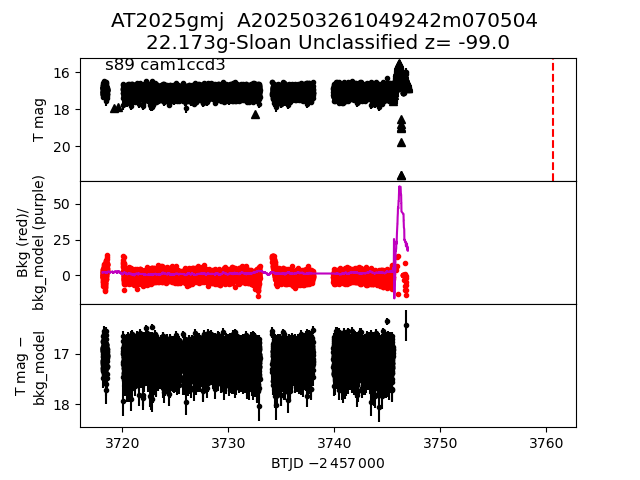 AT2025gmj  A202503261049242m070504
22.173g-Sloan Unclassified z= -99.0
s89 cam1ccd3
T mag
16
18
20
Bkg (red)/
bkg_model (purple)
50
25
0
T mag −
bkg_model
17
18
3720 3730 3740 3750 3760
BTJD −2 457 000